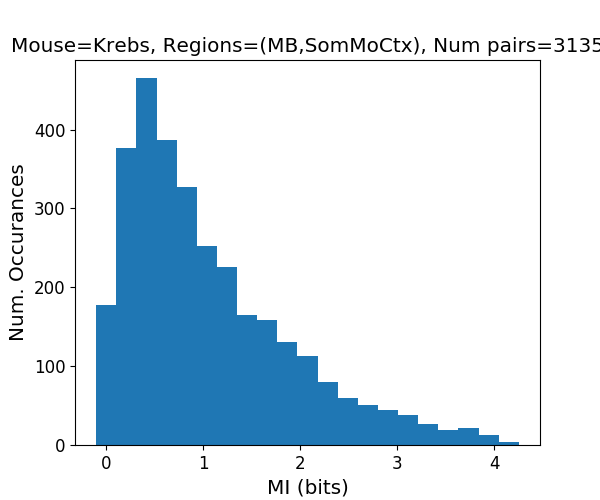 Mouse=Krebs, Regions=(MB,SomMoCtx), Num pairs=3135
400
300
200
100
0
Num. Occurances
0 1 2 3 4
MI (bits)